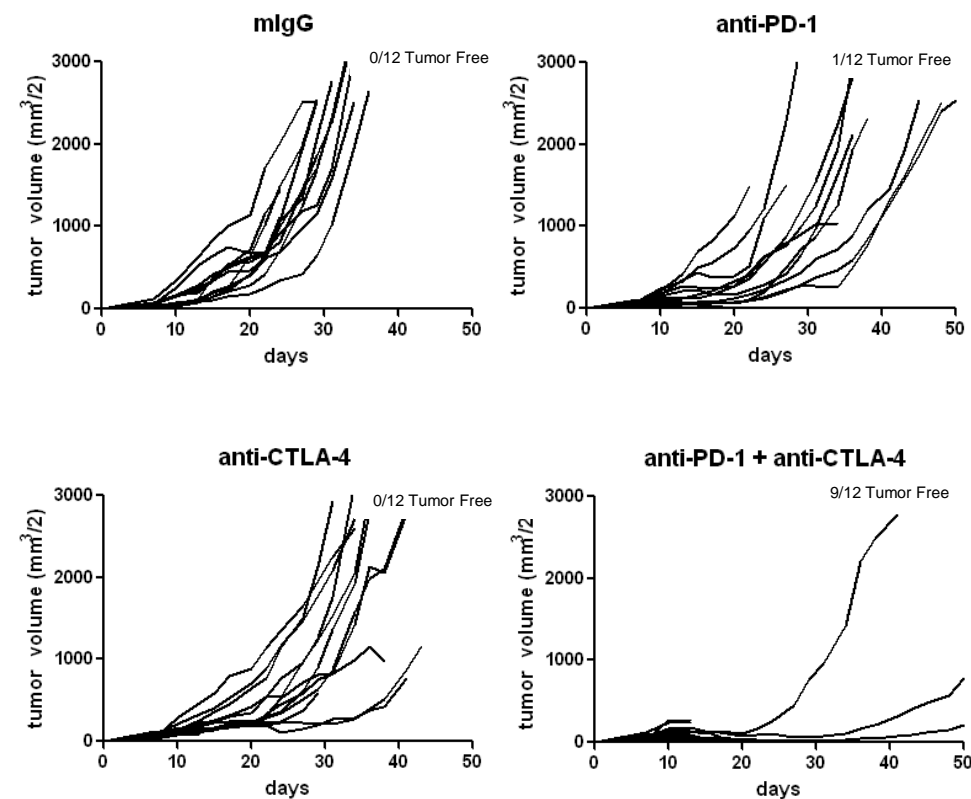 mIgG
0/12 Tumor Free
tumor volume (mm3/2)
3000
2000
1000
0
0 10 20 30 40 50
days
anti-PD-1
1/12 Tumor Free
tumor volume (mm3/2)
3000
2000
1000
0
0 10 20 30 40 50
days
anti-CTLA-4
0/12 Tumor Free
tumor volume (mm3/2)
3000
2000
1000
0
0 10 20 30 40 50
days
anti-PD-1 + anti-CTLA-4
9/12 Tumor Free
tumor volume (mm3/2)
3000
2000
1000
0
0 10 20 30 40 50
days